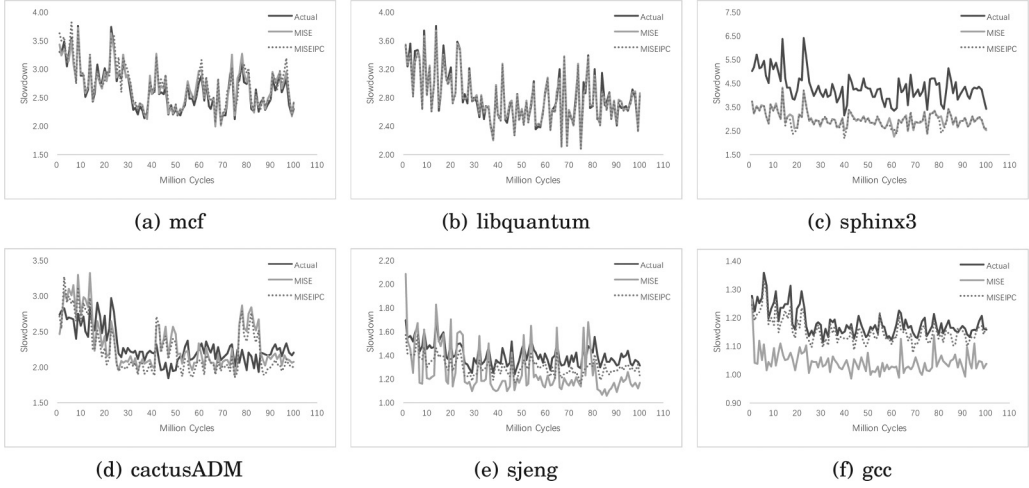 4.00
3.50
3.00
2.50
2.00
1.50
Slowdown
0 10 20 30 40 50 60 70 80 90 100 110
Million Cycles
Actual
MISE
MISEIPC
(a) mcf
4.00
3.60
3.20
2.80
2.40
2.00
Slowdown
0 10 20 30 40 50 60 70 80 90 100 110
Million Cycles
Actual
MISE
MISEIPC
(b) libquantum
7.50
6.50
5.50
4.50
3.50
2.50
1.50
Slowdown
0 10 20 30 40 50 60 70 80 90 100 110
Million Cycles
Actual
MISE
MISEIPC
(c) sphinx3
3.50
3.00
2.50
2.00
1.50
Slowdown
0 10 20 30 40 50 60 70 80 90 100 110
Million Cycles
Actual
MISE
MISEIPC
(d) cactusADM
2.20
2.00
1.80
1.60
1.40
1.20
1.00
Slowdown
0 10 20 30 40 50 60 70 80 90 100 110
Million Cycles
Actual
MISE
MISEIPC
(e) sjeng
1.40
1.30
1.20
1.10
1.00
0.90
Slowdown
0 10 20 30 40 50 60 70 80 90 100 110
Million Cycles
Actual
MISE
MISEIPC
(f) gcc